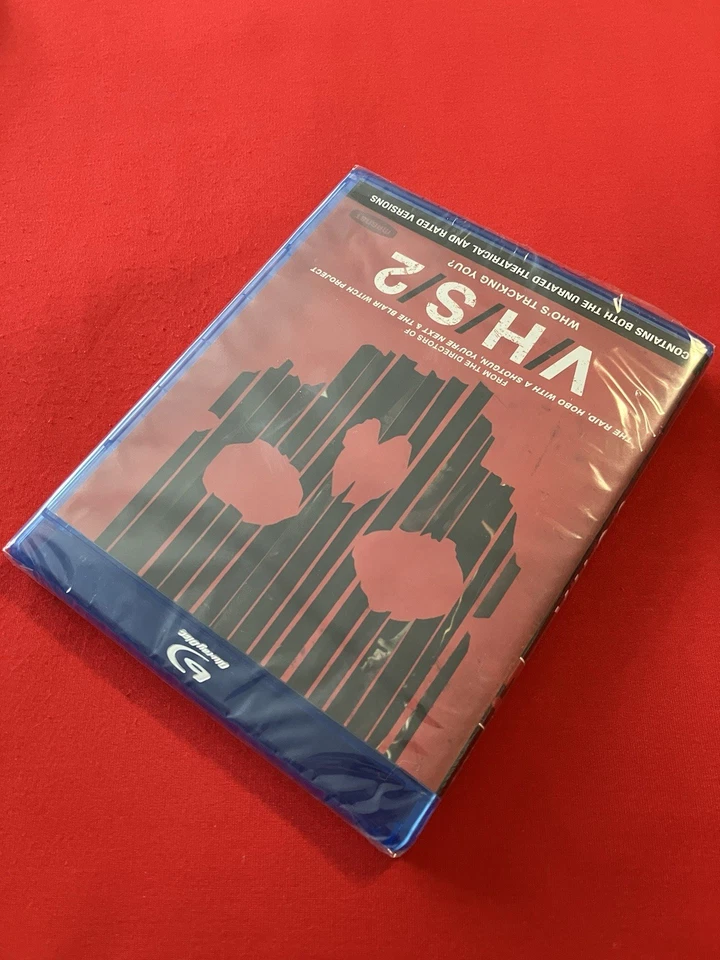 Blu-ray Disc
FROM THE DIRECTORS OF
THE RAID, HOBO WITH A SHOTGUN, YOU'RE NEXT & THE BLAIR WITCH PROJECT
V/H/S/2
WHO'S TRACKING YOU?
CONTAINS BOTH THE UNRATED THEATRICAL AND RATED VERSIONS